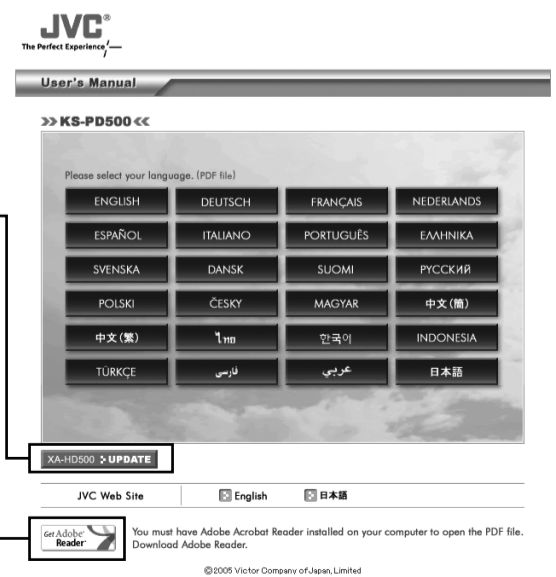 JVC®
The Perfect Experience
User's Manual
>> KS-PD500 <<
Please select your language. (PDF file)
ENGLISH DEUTSCH FRANÇAIS NEDERLANDS
ESPAÑOL ITALIANO PORTUGUÊS ΕΛΛΗΝΙΚΑ
SVENSKA DANSK SUOMI РУССКИЙ
POLSKI ČESKY MAGYAR 中文(簡)
中文(繁) ไทย 한국어 INDONESIA
TÜRKÇE فارسی عربي 日本語
XA-HD500 UPDATE
JVC Web Site English 日本語
Get Adobe® Reader®
You must have Adobe Acrobat Reader installed on your computer to open the PDF file.
Download Adobe Reader.
©2005 Victor Company of Japan, Limited